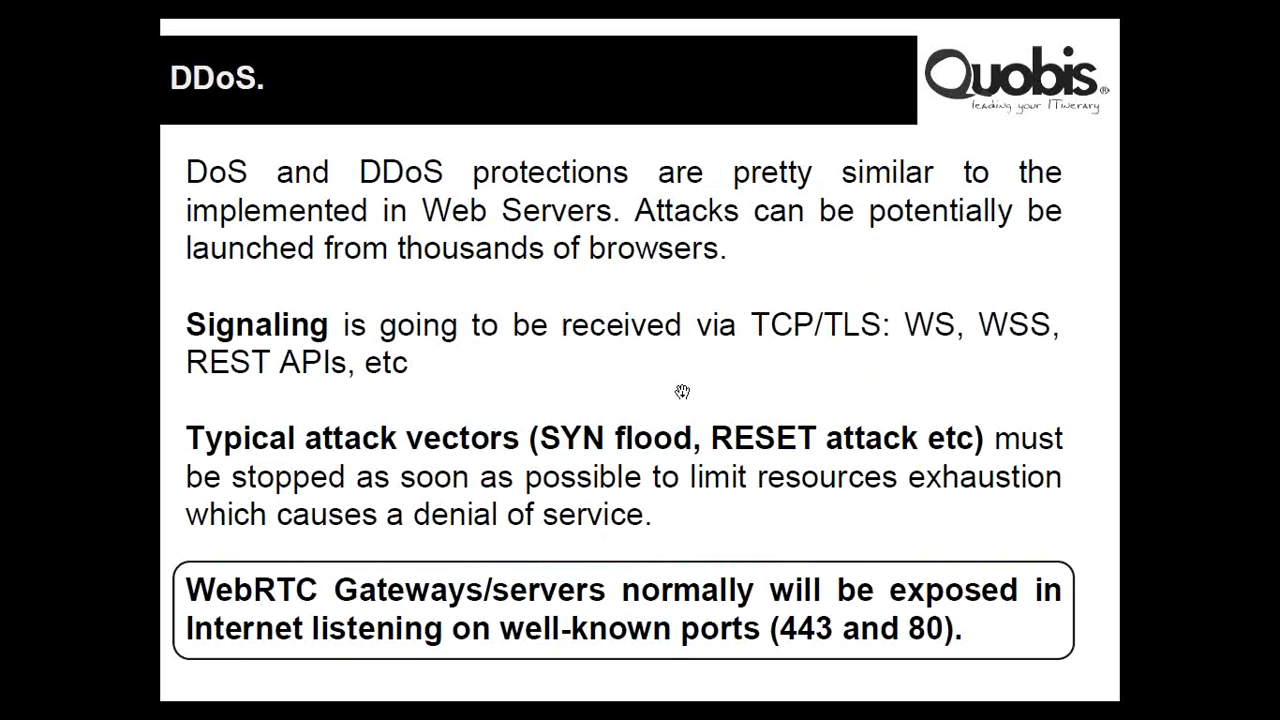 DDoS.
Quobis®
leading your ITinerary
DoS and DDoS protections are pretty similar to the
implemented in Web Servers. Attacks can be potentially be
launched from thousands of browsers.
Signaling is going to be received via TCP/TLS: WS, WSS,
REST APIs, etc
Typical attack vectors (SYN flood, RESET attack etc) must
be stopped as soon as possible to limit resources exhaustion
which causes a denial of service.
WebRTC Gateways/servers normally will be exposed in
Internet listening on well-known ports (443 and 80).